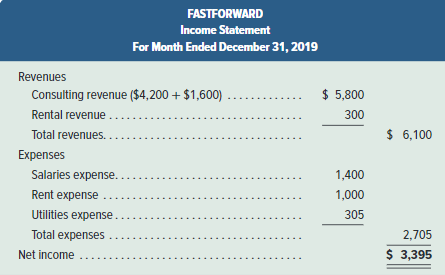 FASTFORWARD
Income Statement
For Month Ended December 31, 2019
Revenues
Consulting revenue ($4,200 + $1,600) ............. $ 5,800
Rental revenue ................................... 300
Total revenues................................... $ 6,100
Expenses
Salaries expense................................. 1,400
Rent expense .................................... 1,000
Utilities expense ................................ 305
Total expenses .................................. 2,705
Net income ....................................... $ 3,395